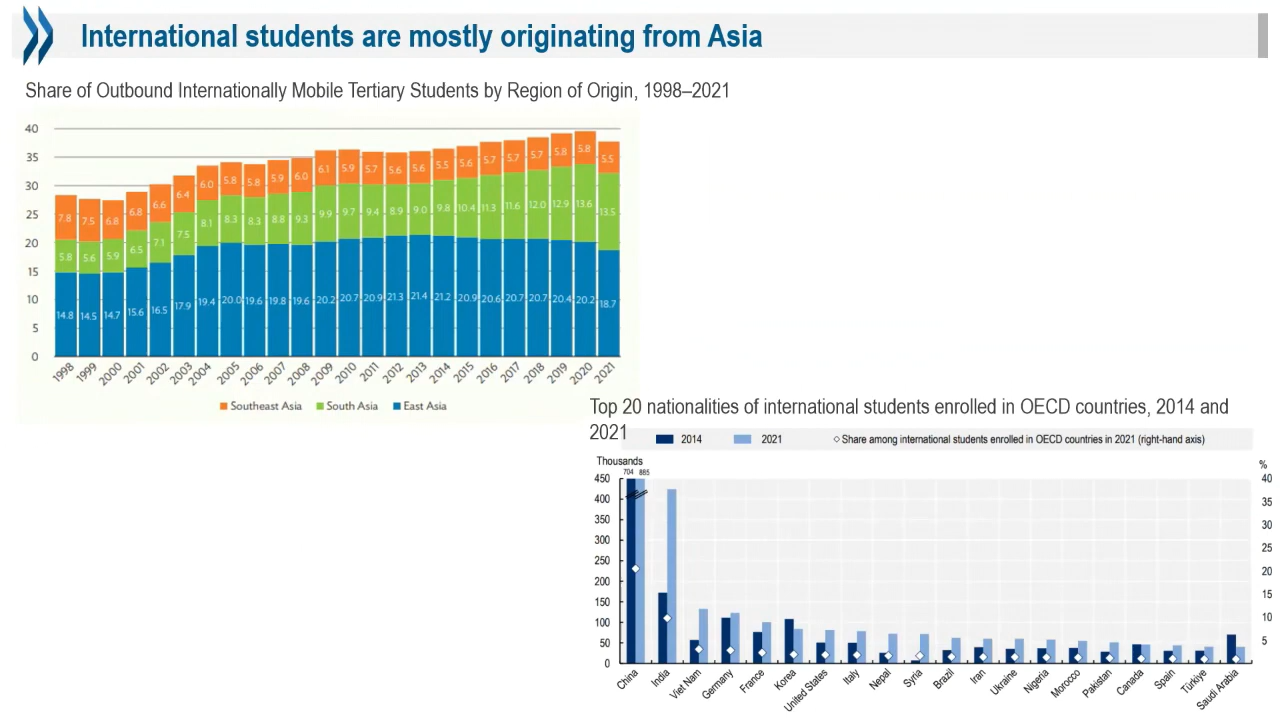 International students are mostly originating from Asia
Share of Outbound Internationally Mobile Tertiary Students by Region of Origin, 1998–2021
40
35
30
25
20
15
10
5
0
7.8 7.5 6.8 6.8 6.6 6.4 6.0 5.8 5.8 5.9 6.0 6.1 5.9 5.7 5.6 5.6 5.5 5.6 5.7 5.7 5.7 5.8 5.8 5.5
5.8 5.6 5.9 6.5 7.1 7.5 8.1 8.3 8.3 8.8 9.3 9.9 9.7 9.4 8.9 9.0 9.8 10.4 11.3 11.6 12.0 12.9 13.6 13.5
14.8 14.5 14.7 15.6 16.5 17.9 19.4 20.0 19.6 19.8 19.6 20.2 20.7 20.9 21.3 21.4 21.2 20.9 20.6 20.7 20.7 20.4 20.2 18.7
1998 1999 2000 2001 2002 2003 2004 2005 2006 2007 2008 2009 2010 2011 2012 2013 2014 2015 2016 2017 2018 2019 2020 2021
Southeast Asia South Asia East Asia
Top 20 nationalities of international students enrolled in OECD countries, 2014 and
2021
2014 2021 Share among international students enrolled in OECD countries in 2021 (right-hand axis)
Thousands
%
704 885
450
400
350
300
250
200
150
100
50
0
40
35
30
25
20
15
10
5
China India Viet Nam Germany France Korea United States Italy Nepal Syria Brazil Iran Ukraine Nigeria Morocco Pakistan Canada Spain Türkiye Saudi Arabia